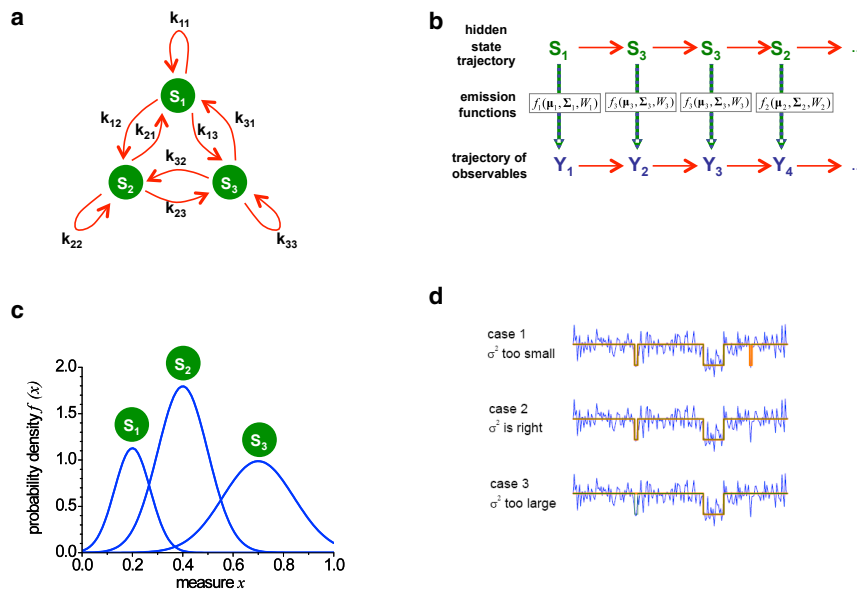 a
k11
S1
k12
k21
k13
k31
k32
S2
S3
k23
k22
k33
b
hidden
state
trajectory
S1
S3
S3
S2
..
emission
functions
f1(μ1, Σ1, W1)
f3(μ3, Σ3, W3)
f3(μ3, Σ3, W3)
f2(μ2, Σ2, W2)
trajectory of
observables
Y1
Y2
Y3
Y4
..
c
S1
S2
S3
probability density f (x)
2.0
1.5
1.0
0.5
0.0
0.0 0.2 0.4 0.6 0.8 1.0
measure x
d
case 1
σ² too small
case 2
σ² is right
case 3
σ² too large